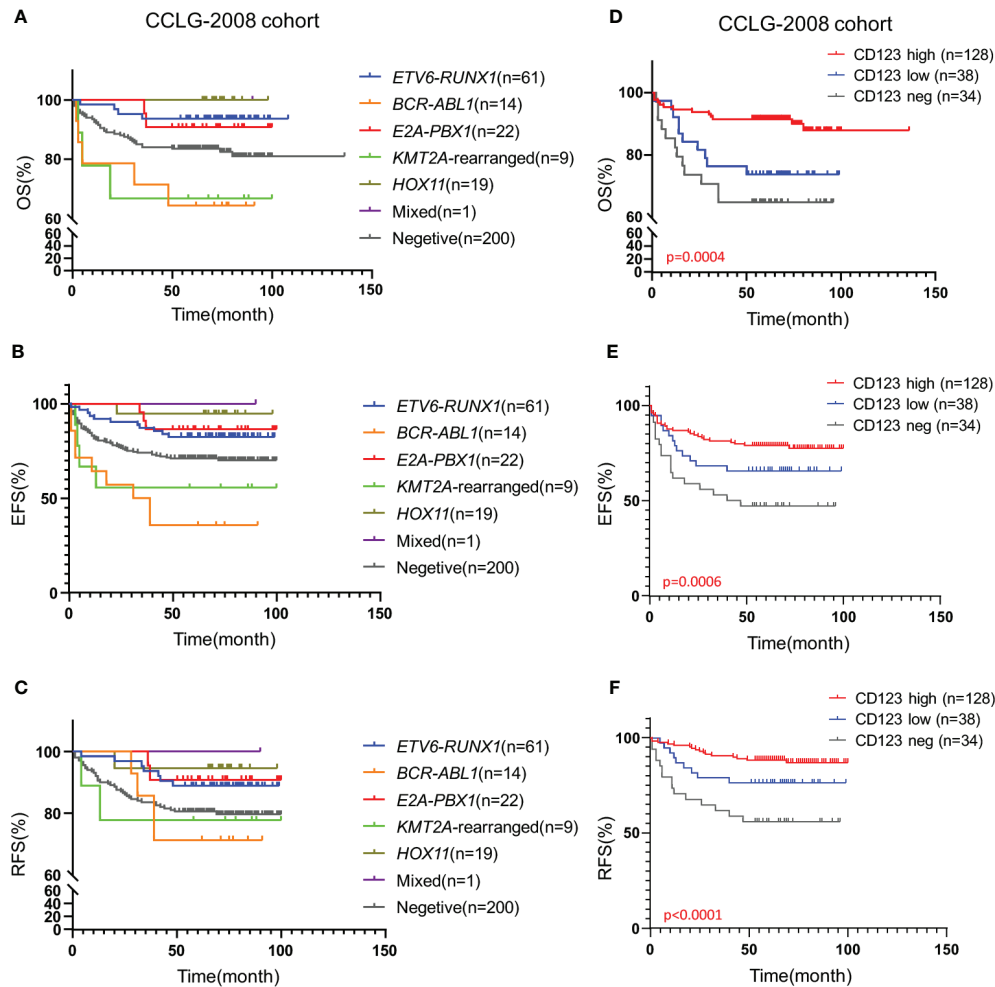 A
CCLG-2008 cohort
OS(%)
100
80
60
60
40
20
0
0
50
100
150
Time(month)
ETV6-RUNX1(n=61)
BCR-ABL1(n=14)
E2A-PBX1(n=22)
KMT2A-rearranged(n=9)
HOX11(n=19)
Mixed(n=1)
Negetive(n=200)
D
CCLG-2008 cohort
CD123 high (n=128)
CD123 low (n=38)
CD123 neg (n=34)
OS(%)
100
80
60
60
40
20
0
p=0.0004
0
50
100
150
Time(month)
B
EFS(%)
100
50
0
0
50
100
150
Time(month)
ETV6-RUNX1(n=61)
BCR-ABL1(n=14)
E2A-PBX1(n=22)
KMT2A-rearranged(n=9)
HOX11(n=19)
Mixed(n=1)
Negetive(n=200)
E
CD123 high (n=128)
CD123 low (n=38)
CD123 neg (n=34)
EFS(%)
100
50
0
p=0.0006
0
50
100
150
Time(month)
C
RFS(%)
100
80
60
60
40
20
0
0
50
100
150
Time(month)
ETV6-RUNX1(n=61)
BCR-ABL1(n=14)
E2A-PBX1(n=22)
KMT2A-rearranged(n=9)
HOX11(n=19)
Mixed(n=1)
Negetive(n=200)
F
CD123 high (n=128)
CD123 low (n=38)
CD123 neg (n=34)
RFS(%)
100
50
0
p<0.0001
0
50
100
150
Time(month)